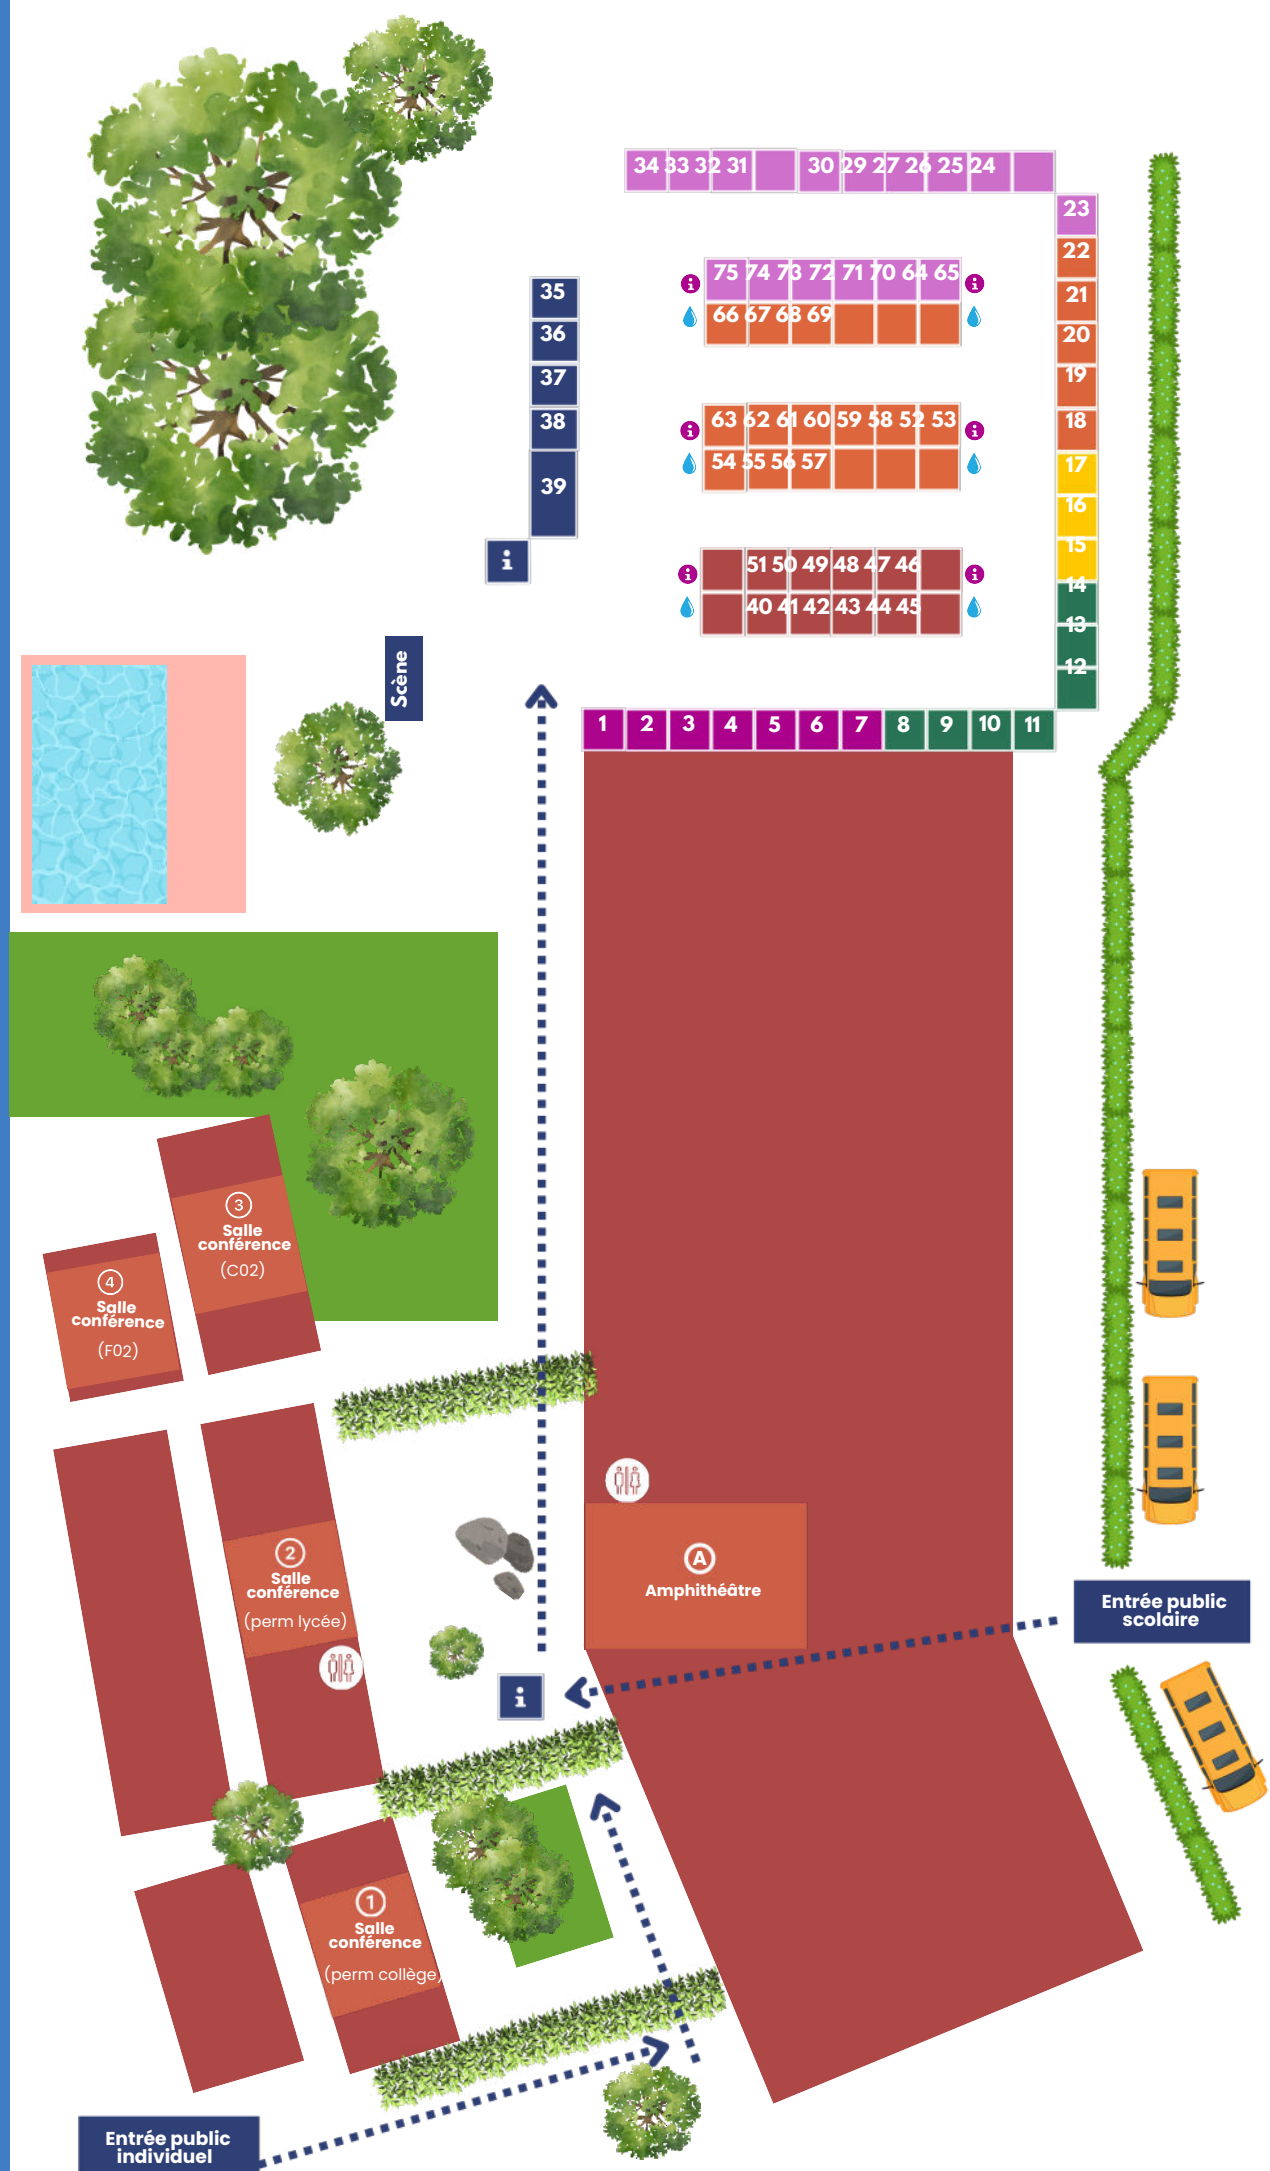 34 33 32 31 30 29 27 26 25 24
23
22
21
20
19
18
17
16
15
14
13
12
75 74 73 72 71 70 64 65
66 67 68 69
35
36
37
38
39
63 62 61 60 59 58 52 53
54 55 56 57
51 50 49 48 47 46
40 41 42 43 44 45
i
i
i
i
i
i
i
Scène
1 2 3 4 5 6 7 8 9 10 11
3
Salle
conférence
(C02)
4
Salle
conférence
(F02)
2
Salle
conférence
(perm lycée)
A
Amphithéâtre
Entrée public
scolaire
i
1
Salle
conférence
(perm collège)
Entrée public
individuel